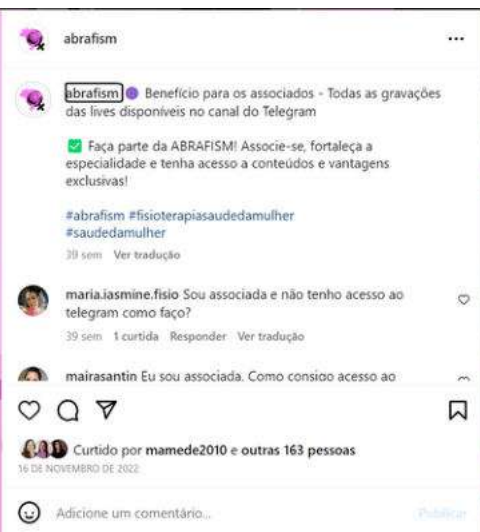 abrafism
abrafism Benefício para os associados - Todas as gravações
das lives disponíveis no canal do Telegram
Faça parte da ABRAFISM! Associe-se, fortaleça a
especialidade e tenha acesso a conteúdos e vantagens
exclusivas!
#abrafism #fisioterapiasaudedamulher
#saudedamulher
39 sem Ver tradução
maria.iasmine.fisio Sou associada e não tenho acesso ao
telegram como faço?
39 sem 1 curtida Responder Ver tradução
mairasantin Eu sou associada. Como consigo acesso ao
Curtido por mamede2010 e outras 163 pessoas
16 DE NOVEMBRO DE 2022
Adicione um comentário... Publicar